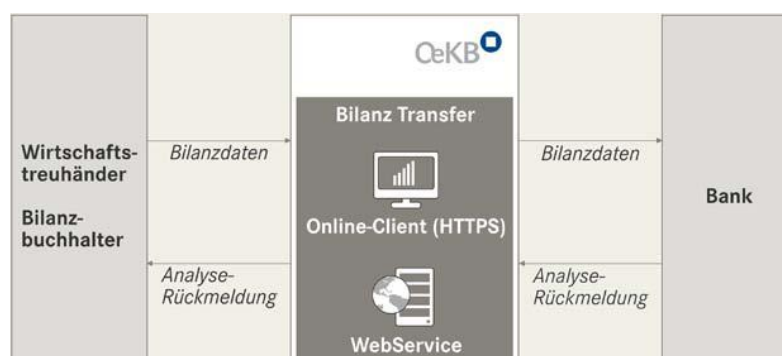 OeKB
Bilanz Transfer
Wirtschafts-
treuhänder
Bilanz-
buchhalter
Bilanzdaten
Analyse-
Rückmeldung
Online-Client (HTTPS)
WebService
Bilanzdaten
Analyse-
Rückmeldung
Bank